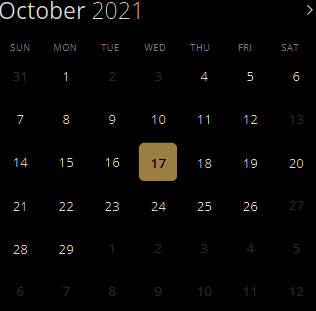 October 2021
SUN MON TUE WED THU FRI SAT
31 1 2 3 4 5 6
7 8 9 10 11 12 13
14 15 16 17 18 19 20
21 22 23 24 25 26 27
28 29 1 2 3 4 5
6 7 8 9 10 11 12